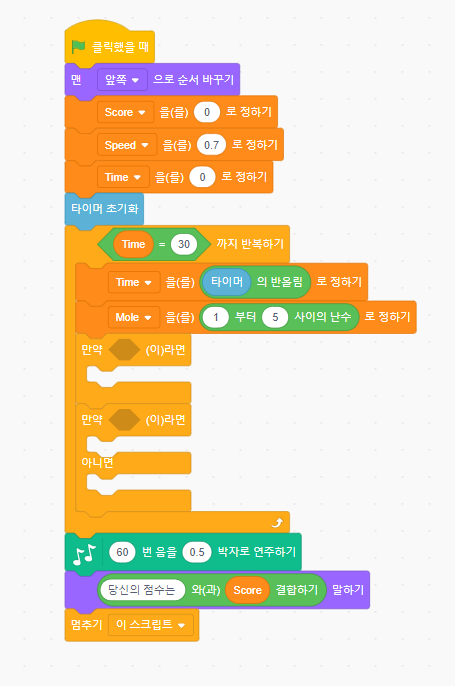 클릭했을 때
맨 앞쪽 으로 순서 바꾸기
Score 을(를) 0 로 정하기
Speed 을(를) 0.7 로 정하기
Time 을(를) 0 로 정하기
타이머 초기화
Time = 30 까지 반복하기
Time 을(를) 타이머 의 반올림 로 정하기
Mole 을(를) 1 부터 5 사이의 난수 로 정하기
만약 (이)라면
만약 (이)라면
아니면
60 번 음을 0.5 박자로 연주하기
당신의 점수는 와(과) Score 결합하기 말하기
멈추기 이 스크립트